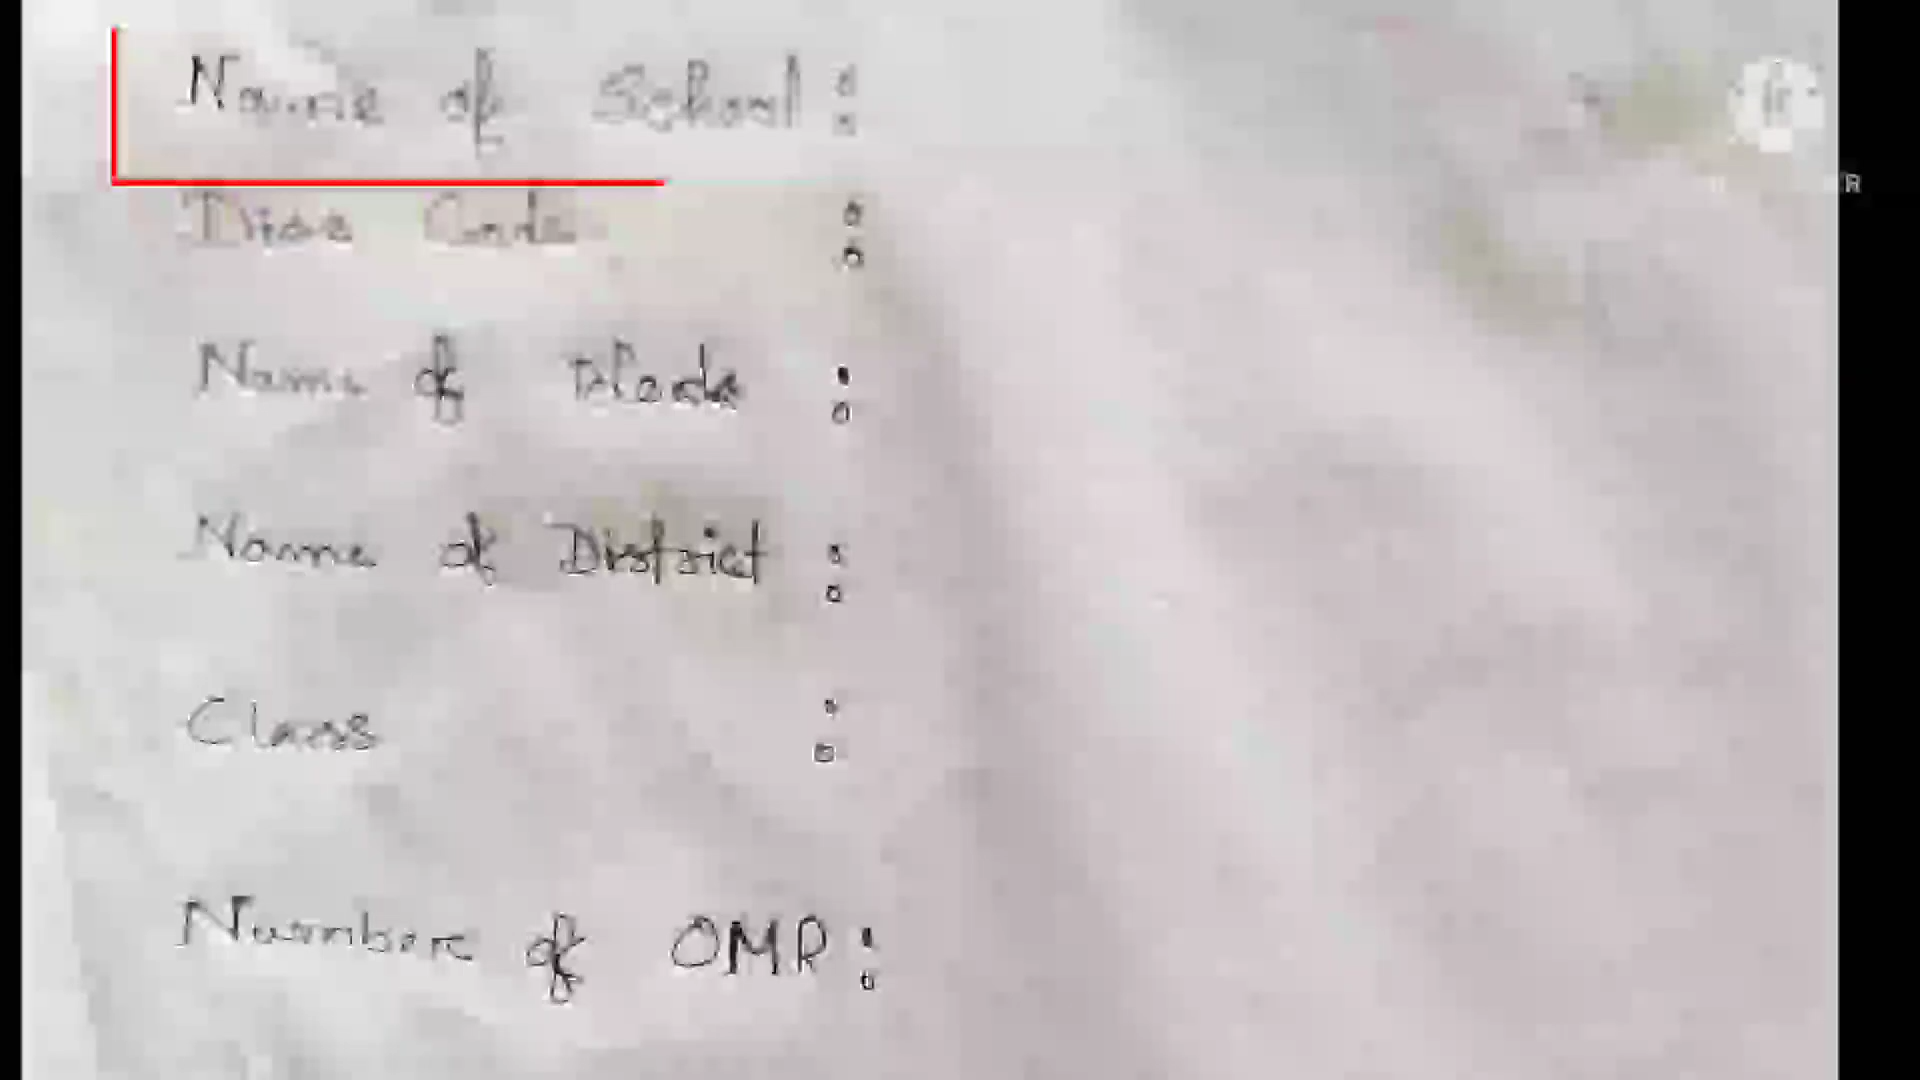 Name of School :
Dise Code :
Name of Block :
Name of District :
Class :
Number of OMR :